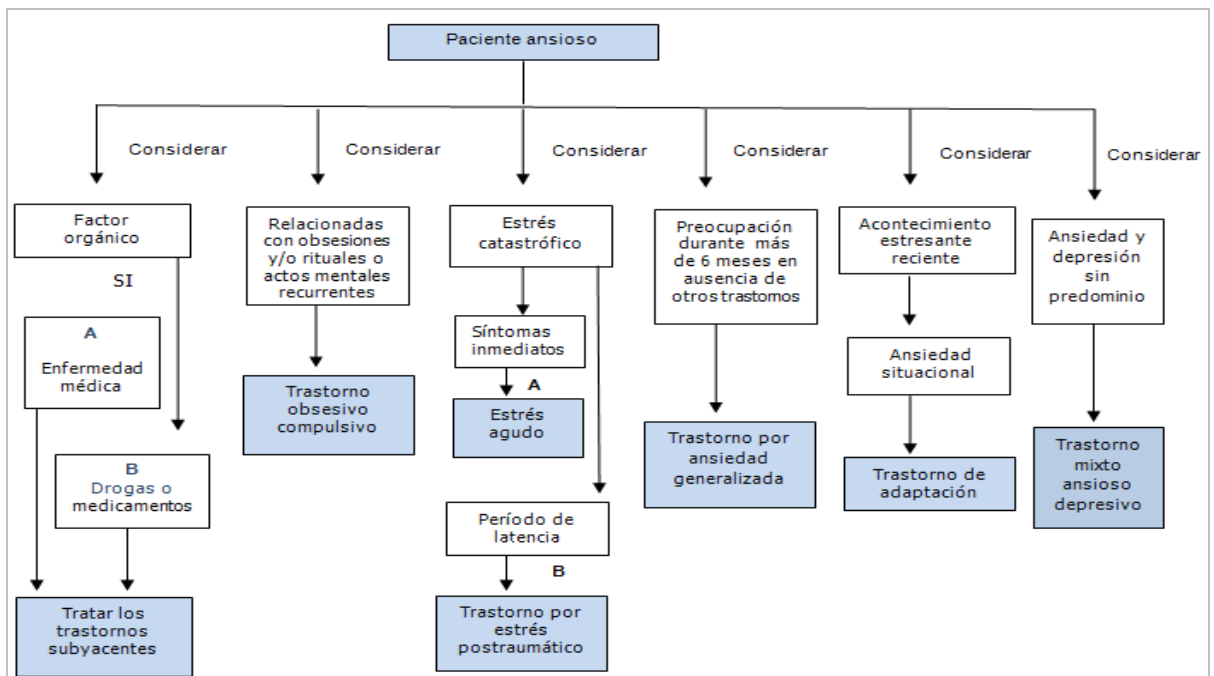 Paciente ansioso
Considerar
Considerar
Considerar
Considerar
Considerar
Considerar
Factor
orgánico
SI
A
Enfermedad
médica
B
Drogas o
medicamentos
Tratar los
trastornos
subyacentes
Relacionadas
con obsesiones
y/o rituales o
actos mentales
recurrentes
Trastorno
obsesivo
compulsivo
Estrés
catastrófico
Síntomas
inmediatos
A
Estrés
agudo
Período de
latencia
B
Trastorno por
estrés
postraumático
Preocupación
durante más
de 6 meses en
ausencia de
otros trastornos
Trastorno por
ansiedad
generalizada
Acontecimiento
estresante
reciente
Ansiedad
situacional
Trastorno de
adaptación
Ansiedad y
depresión
sin
predominio
Trastorno
mixto
ansioso
depresivo